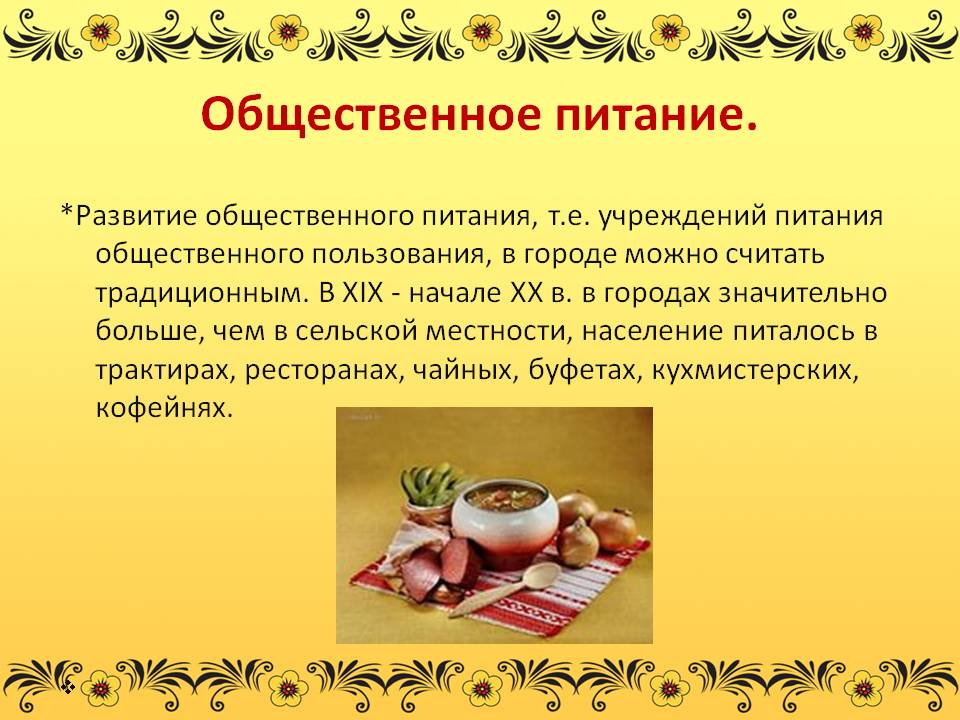 Общественное питание.
*Развитие общественного питания, т.е. учреждений питания
общественного пользования, в городе можно считать
традиционным. В XIX - начале XX в. в городах значительно
больше, чем в сельской местности, население питалось в
трактирах, ресторанах, чайных, буфетах, кухмистерских,
кофейнях.